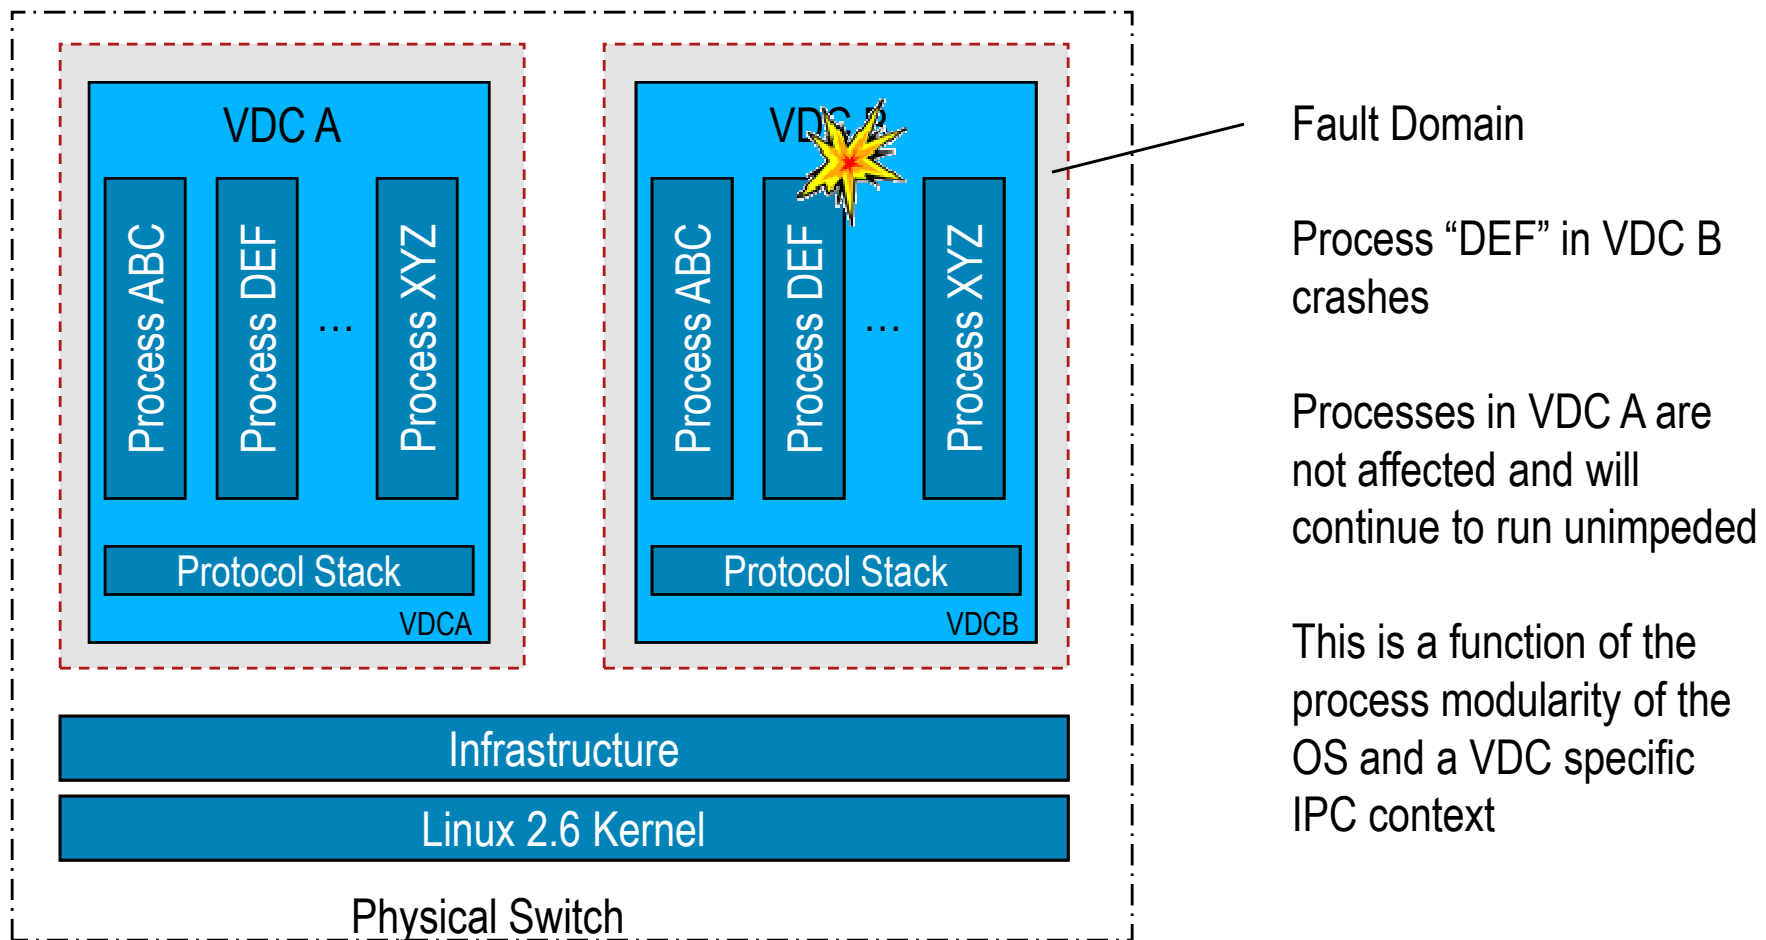 VDC A
Process ABC
Process DEF
...
Process XYZ
Protocol Stack
VDCA
VDC B
Process ABC
Process DEF
...
Process XYZ
Protocol Stack
VDCB
Infrastructure
Linux 2.6 Kernel
Physical Switch
Fault Domain
Process “DEF” in VDC B
crashes
Processes in VDC A are
not affected and will
continue to run unimpeded
This is a function of the
process modularity of the
OS and a VDC specific
IPC context